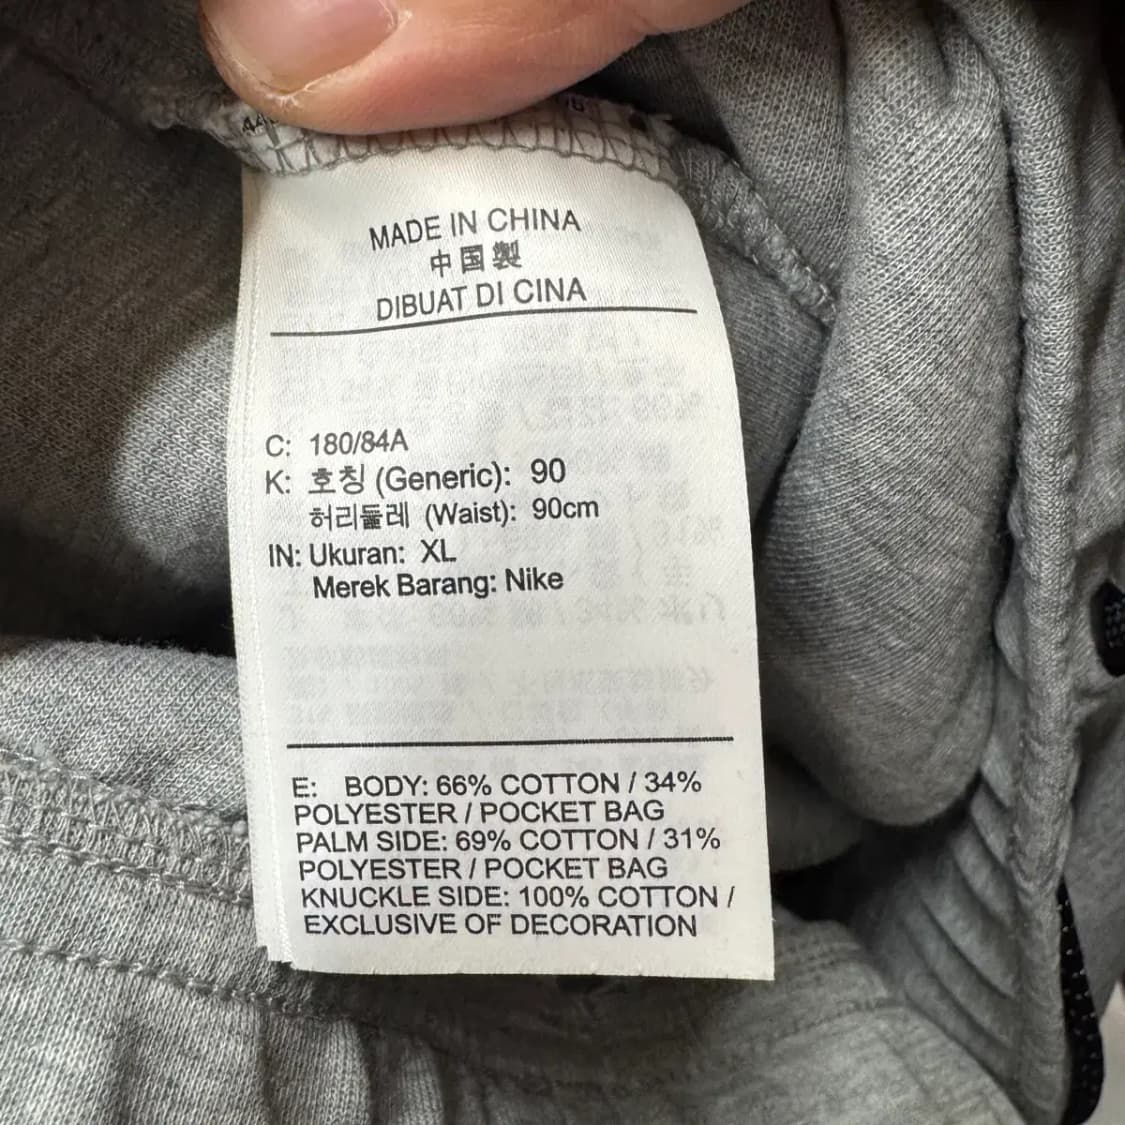 MADE IN CHINA
中国製
DIBUAT DI CINA
C: 180/84A
K: 호칭 (Generic): 90
허리둘레 (Waist): 90cm
IN: Ukuran: XL
Merek Barang: Nike
E: BODY: 66% COTTON / 34%
POLYESTER / POCKET BAG
PALM SIDE: 69% COTTON / 31%
POLYESTER / POCKET BAG
KNUCKLE SIDE: 100% COTTON /
EXCLUSIVE OF DECORATION